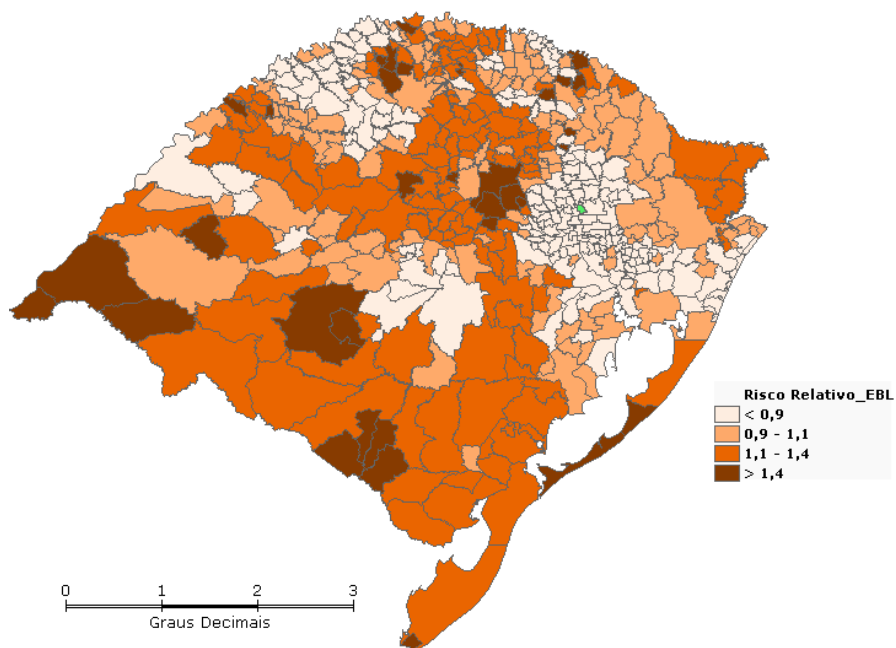 Risco Relativo_EBL
< 0,9
0,9 - 1,1
1,1 - 1,4
> 1,4
0 1 2 3
Graus Decimais